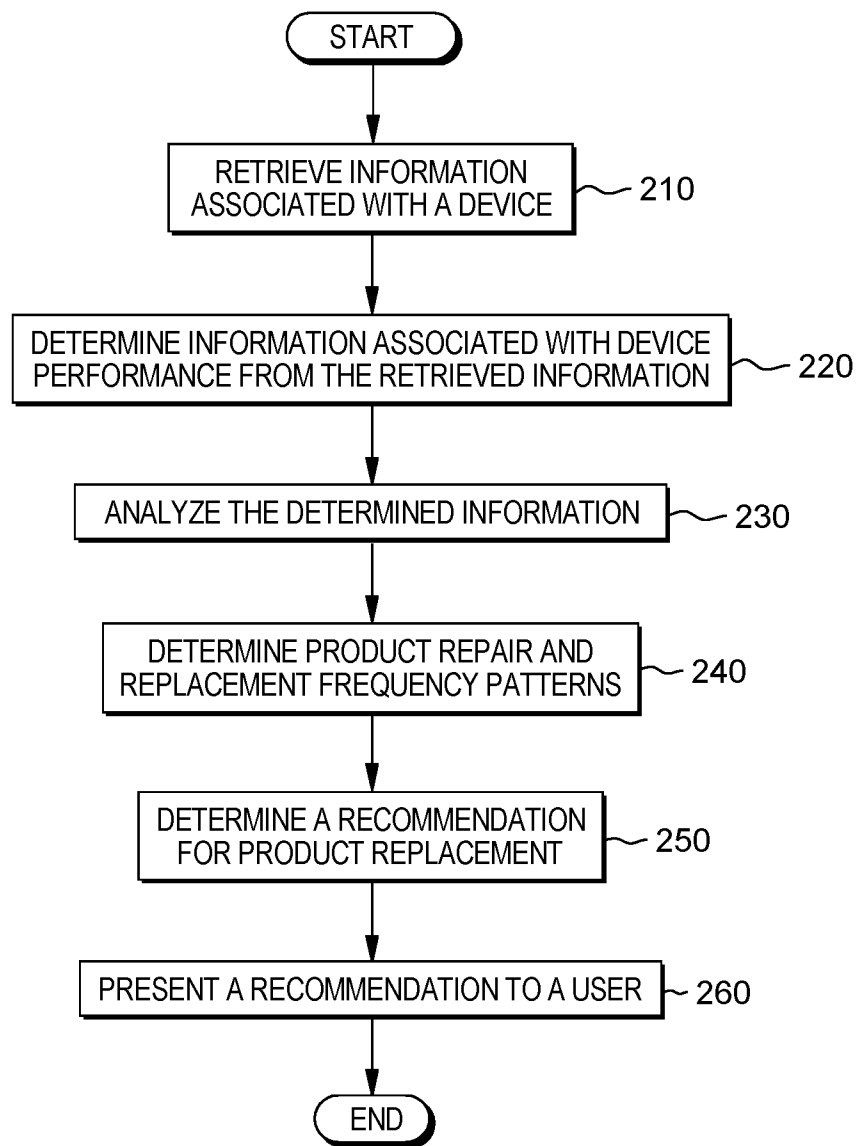 START
RETRIEVE INFORMATION
ASSOCIATED WITH A DEVICE
210
DETERMINE INFORMATION ASSOCIATED WITH DEVICE
PERFORMANCE FROM THE RETRIEVED INFORMATION
220
ANALYZE THE DETERMINED INFORMATION
230
DETERMINE PRODUCT REPAIR AND
REPLACEMENT FREQUENCY PATTERNS
240
DETERMINE A RECOMMENDATION
FOR PRODUCT REPLACEMENT
250
PRESENT A RECOMMENDATION TO A USER
260
END